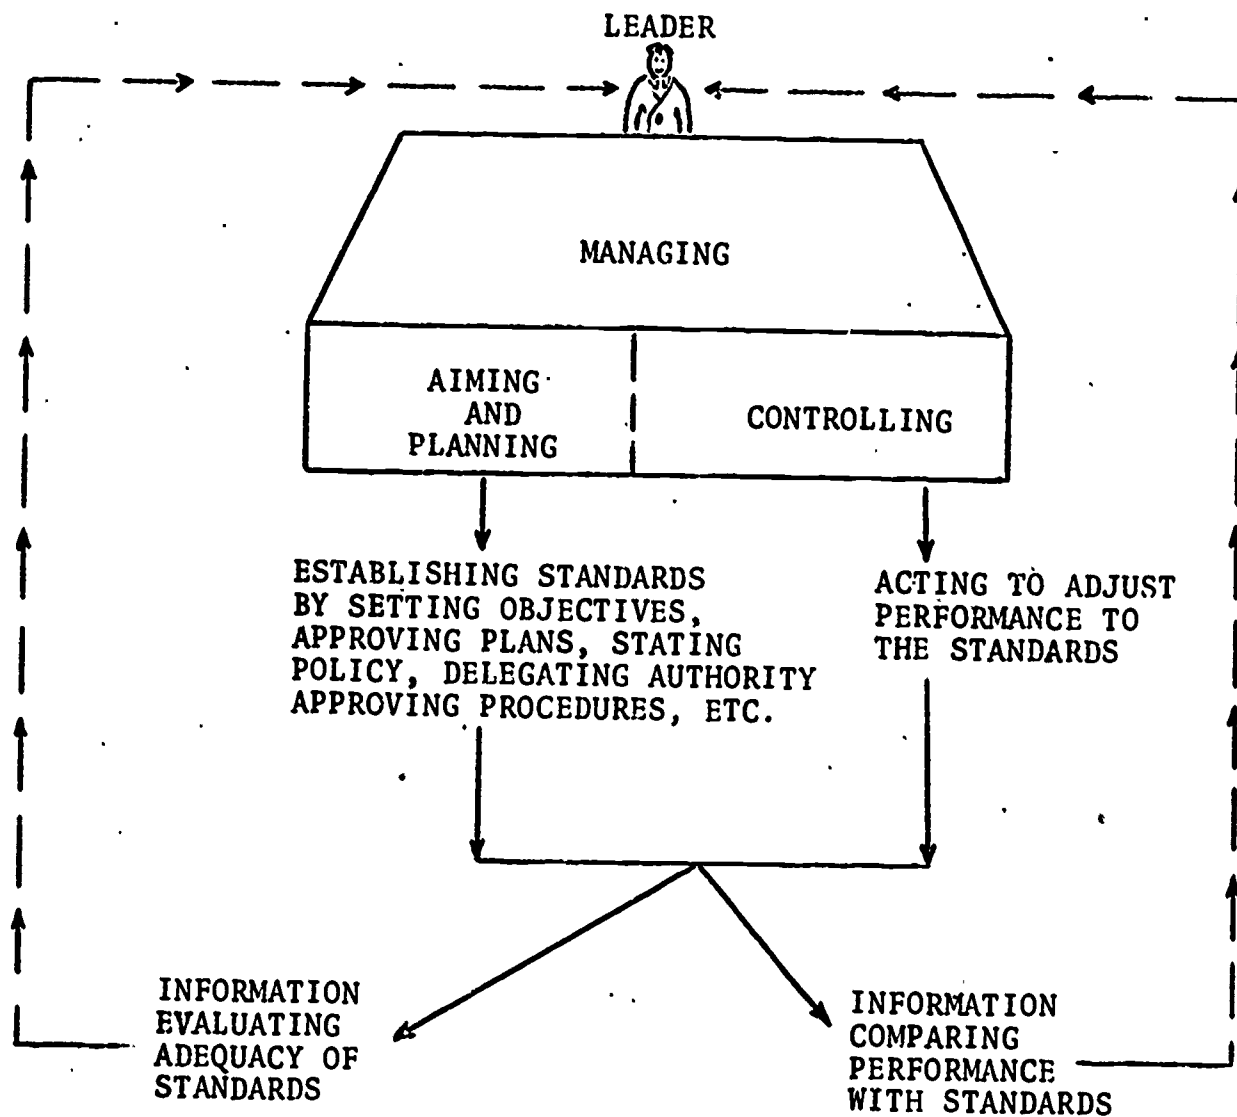 LEADER
MANAGING
AIMING
AND
PLANNING
CONTROLLING
ESTABLISHING STANDARDS
BY SETTING OBJECTIVES,
APPROVING PLANS, STATING
POLICY, DELEGATING AUTHORITY
APPROVING PROCEDURES, ETC.
ACTING TO ADJUST
PERFORMANCE TO
THE STANDARDS
INFORMATION
EVALUATING
ADEQUACY OF
STANDARDS
INFORMATION
COMPARING
PERFORMANCE
WITH STANDARDS